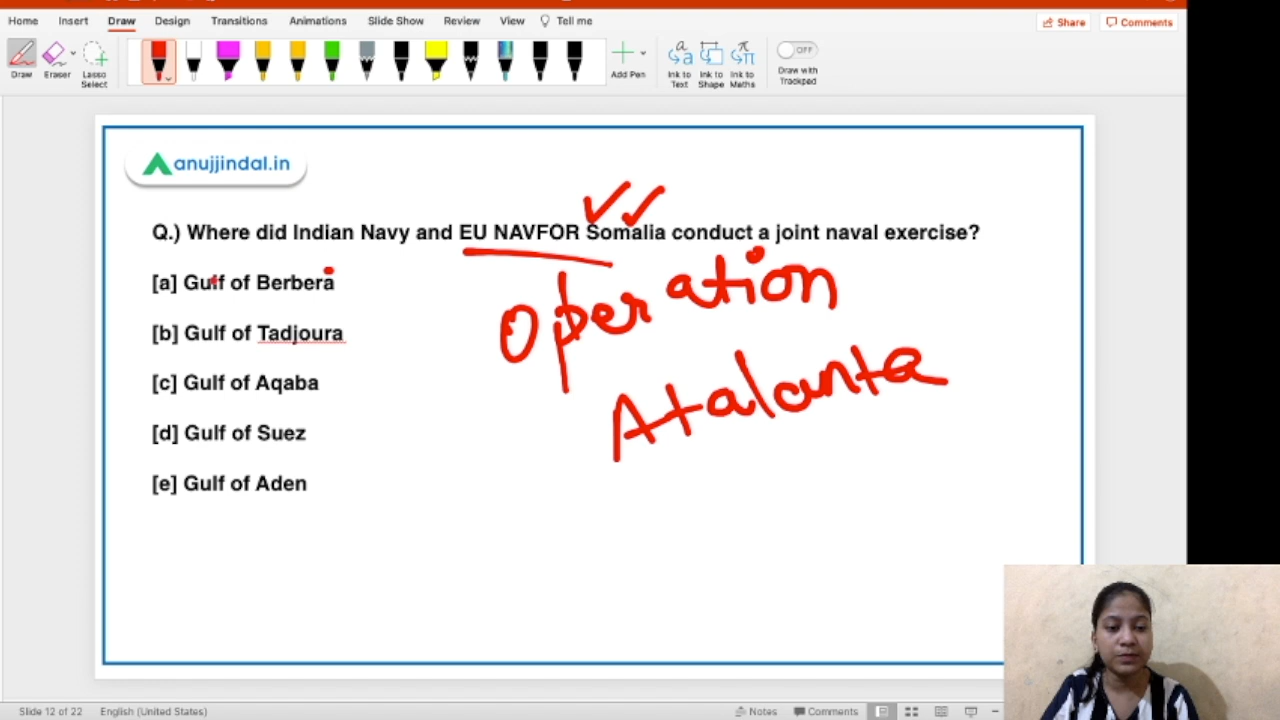 Home Insert Draw Design Transitions Animations Slide Show Review View Tell me Share Comments
Draw Eraser Lasso Select Add Pen Ink to Text Ink to Shape Ink to Maths OFF Draw with Trackpad
anujjindal.in
Q.) Where did Indian Navy and EU NAVFOR Somalia conduct a joint naval exercise?
[a] Gulf of Berbera
[b] Gulf of Tadjoura
[c] Gulf of Aqaba
[d] Gulf of Suez
[e] Gulf of Aden
Operation
Atalanta
Slide 12 of 22 English (United States) Notes Comments